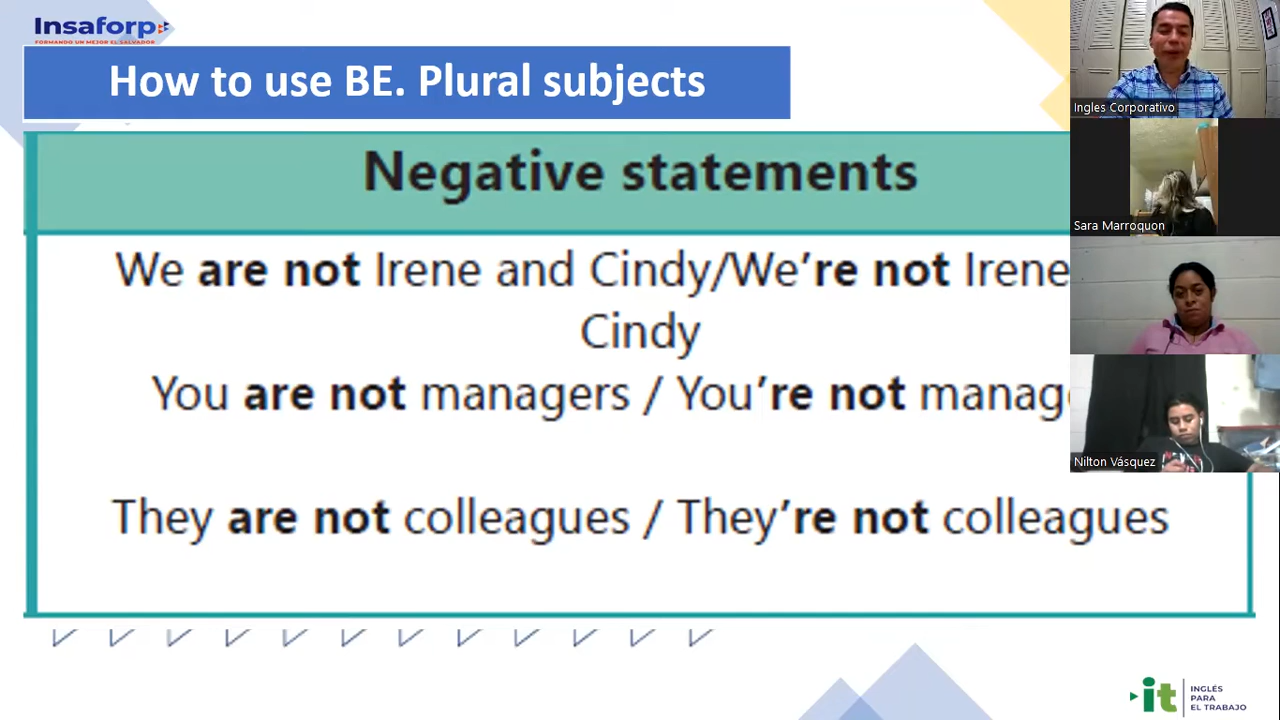 Insaforp
FORMANDO UN MEJOR EL SALVADOR
How to use BE. Plural subjects
Negative statements
We are not Irene and Cindy/We're not Irene
Cindy
You are not managers / You're not manag
They are not colleagues / They're not colleagues
Ingles Corporativo
Sara Marroquon
Nilton Vásquez
it
INGLÉS
PARA
EL TRABAJO